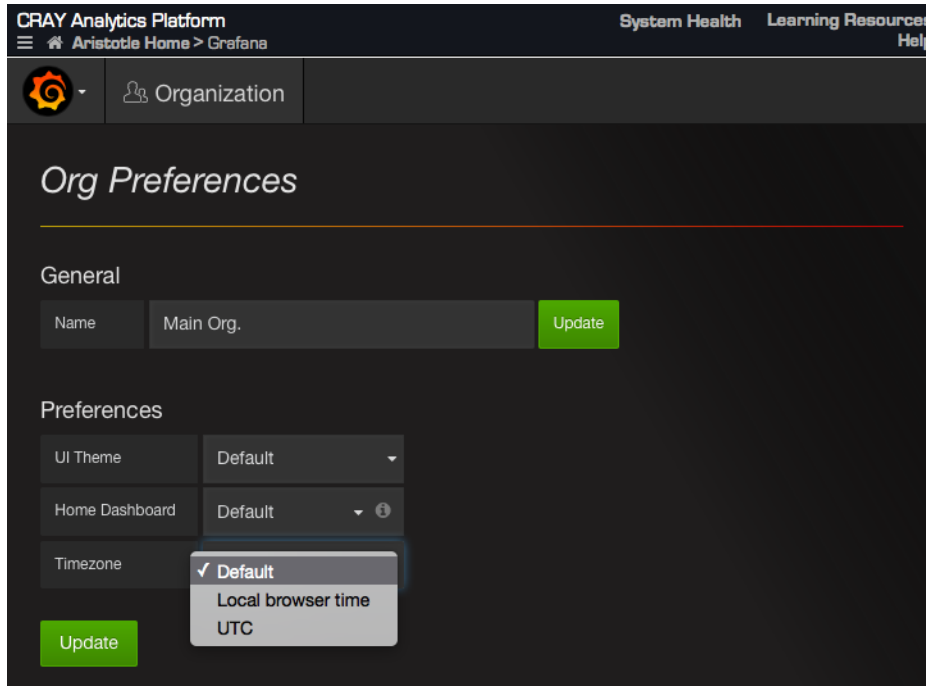 CRAY Analytics Platform
System Health Learning Resources
Aristotle Home > Grafana
Help
Organization
Org Preferences
General
Name Main Org. Update
Preferences
UI Theme Default
Home Dashboard Default
Timezone
✓ Default
Local browser time
UTC
Update